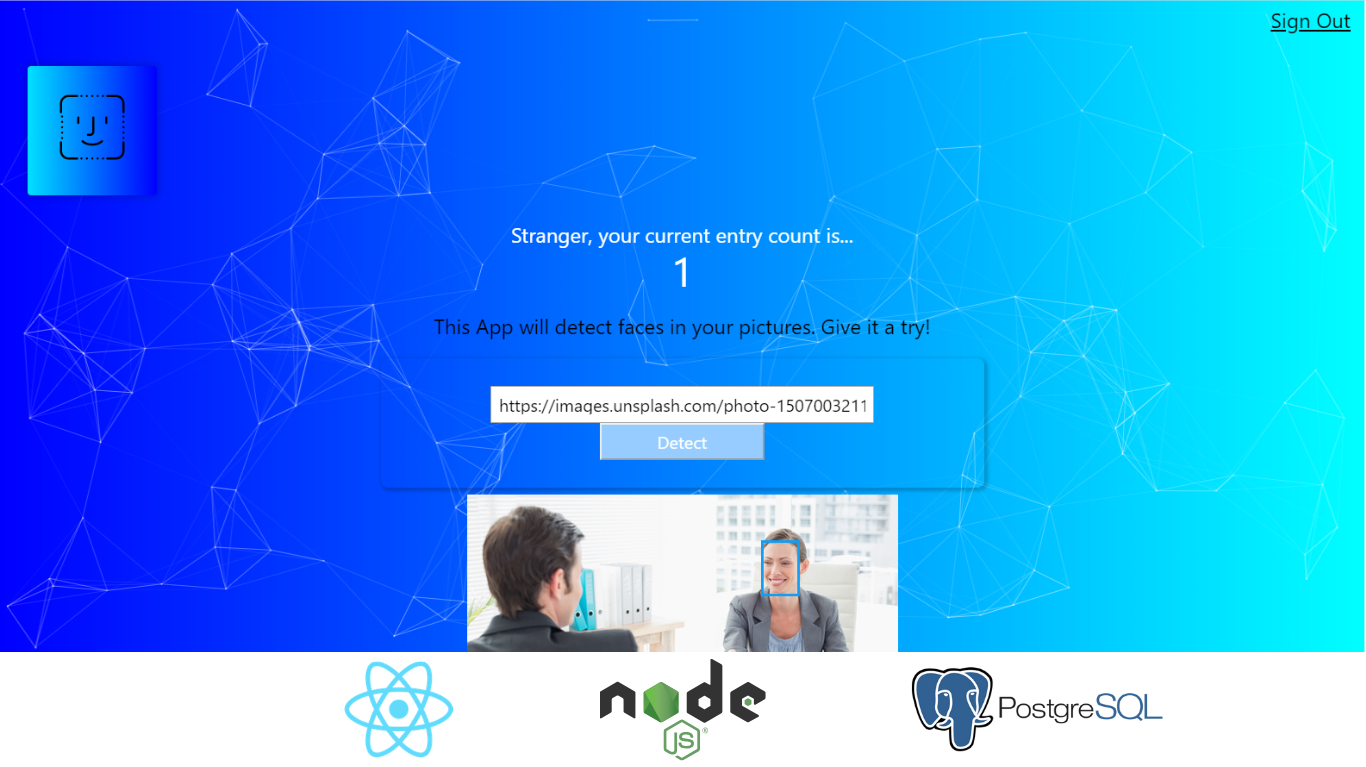 Sign Out
Stranger, your current entry count is...
1
This App will detect faces in your pictures. Give it a try!
https://images.unsplash.com/photo-1507003211
Detect
node
JS®
PostgreSQL